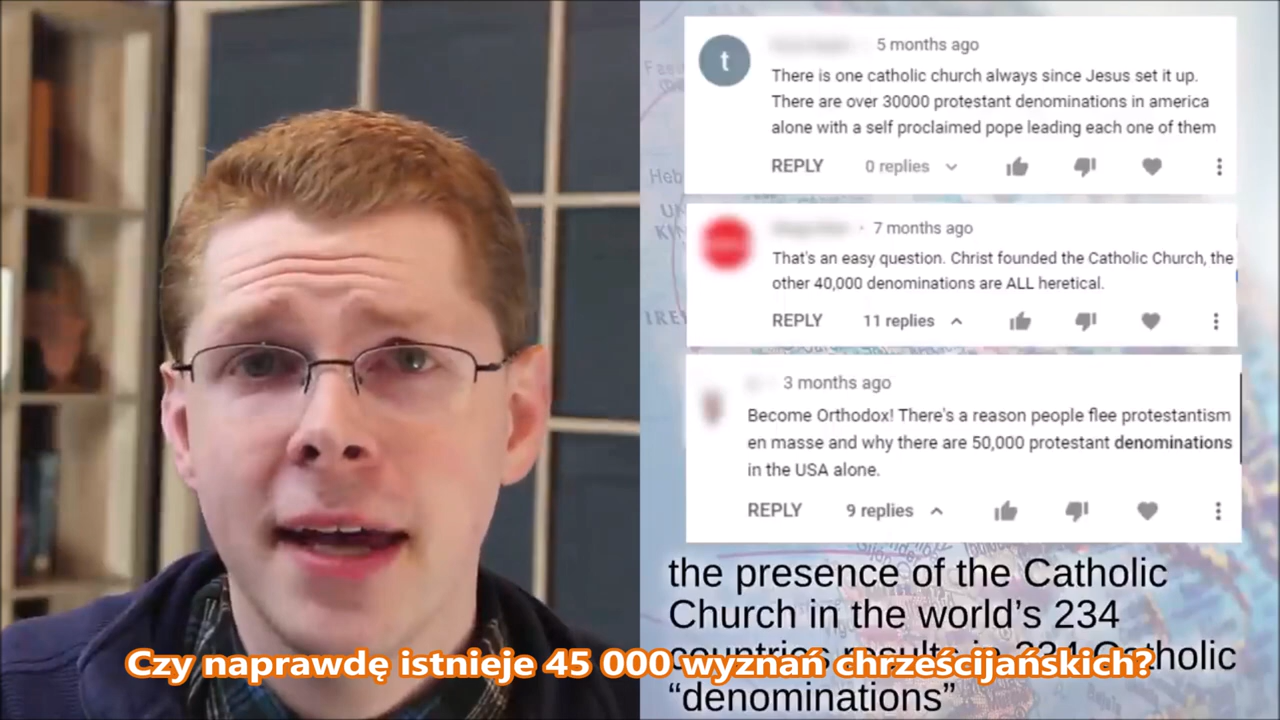 5 months ago
There is one catholic church always since Jesus set it up.
There are over 30000 protestant denominations in america
alone with a self proclaimed pope leading each one of them
REPLY 0 replies
7 months ago
That's an easy question. Christ founded the Catholic Church, the
other 40,000 denominations are ALL heretical.
REPLY 11 replies
3 months ago
Become Orthodox! There's a reason people flee protestantism
en masse and why there are 50,000 protestant denominations
in the USA alone.
REPLY 9 replies
the presence of the Catholic
Church in the world's 234
countries results in 234 Catholic
“denominations”
Czy naprawdę istnieje 45 000 wyznań chrześcijańskich?
t